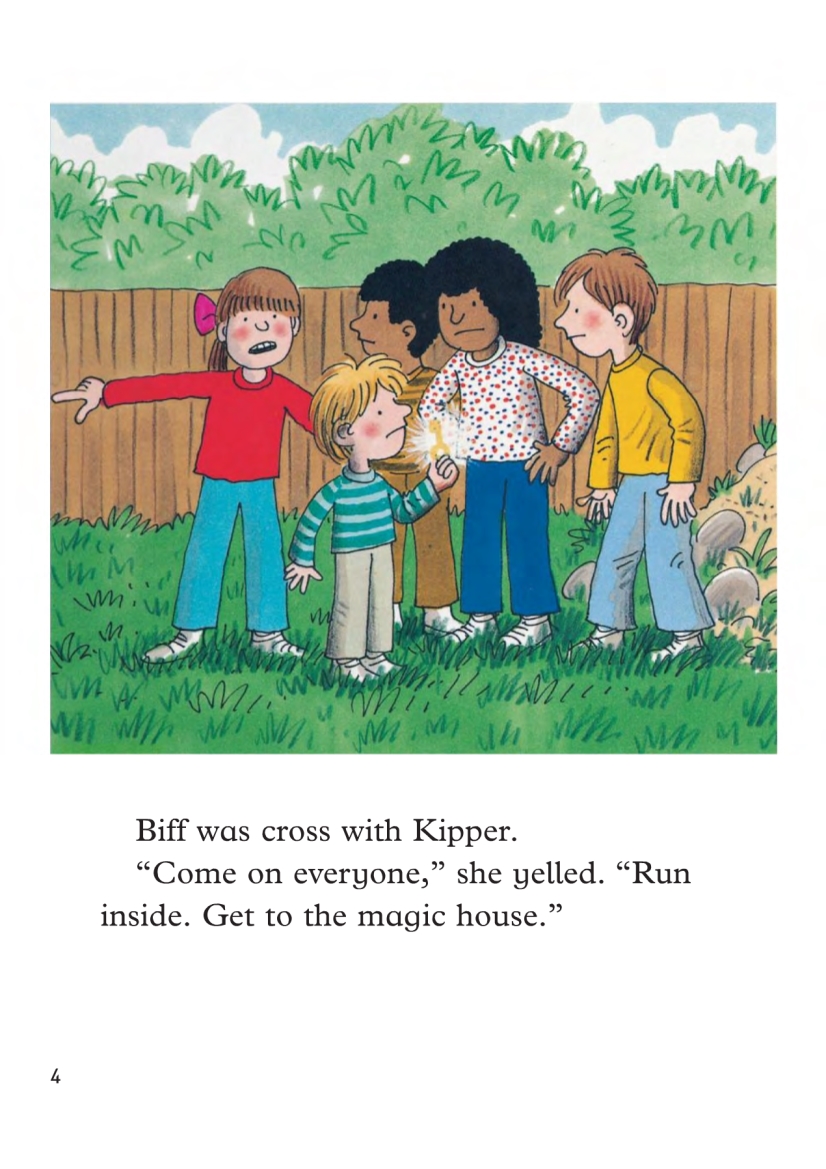 Biff was cross with Kipper.
“Come on everyone,” she yelled. “Run
inside. Get to the magic house.”
4